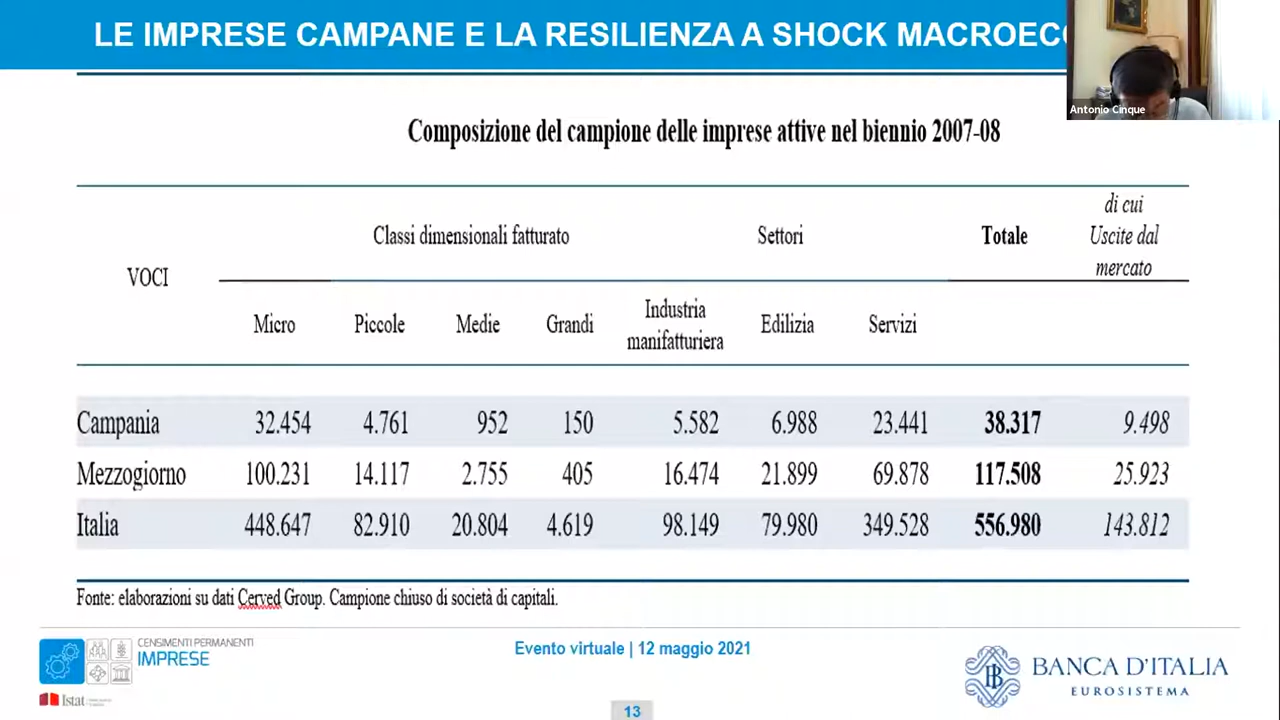 LE IMPRESE CAMPANE E LA RESILIENZA A SHOCK MACROECO
Antonio Cinque
Composizione del campione delle imprese attive nel biennio 2007-08
VOCI
Classi dimensionali fatturato
Settori
Totale
di cui
Uscite dal
mercato
Micro
Piccole
Medie
Grandi
Industria
manifatturiera
Edilizia
Servizi
Campania 32.454 4.761 952 150 5.582 6.988 23.441 38.317 9.498
Mezzogiorno 100.231 14.117 2.755 405 16.474 21.899 69.878 117.508 25.923
Italia 448.647 82.910 20.804 4.619 98.149 79.980 349.528 556.980 143.812
Fonte: elaborazioni su dati Cerved Group. Campione chiuso di società di capitali.
CENSIMENTI PERMANENTI
IMPRESE
Istat
Evento virtuale | 12 maggio 2021
BANCA D'ITALIA
EUROSISTEMA
13